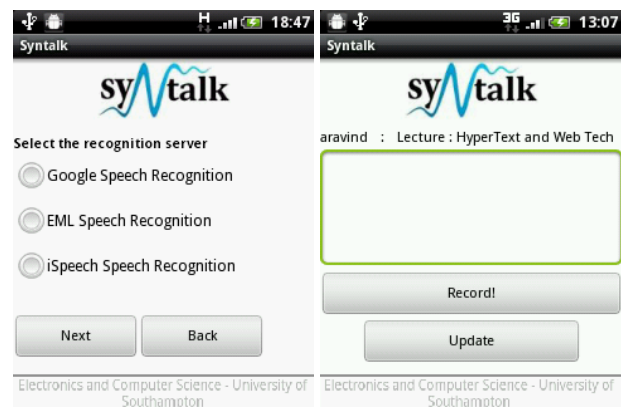 H 18:47
Syntalk
syNtalk
Select the recognition server
Google Speech Recognition
EML Speech Recognition
iSpeech Speech Recognition
Next Back
Electronics and Computer Science - University of
Southampton
3G 13:07
Syntalk
syNtalk
aravind : Lecture : HyperText and Web Tech
Record!
Update
Electronics and Computer Science - University of
Southampton